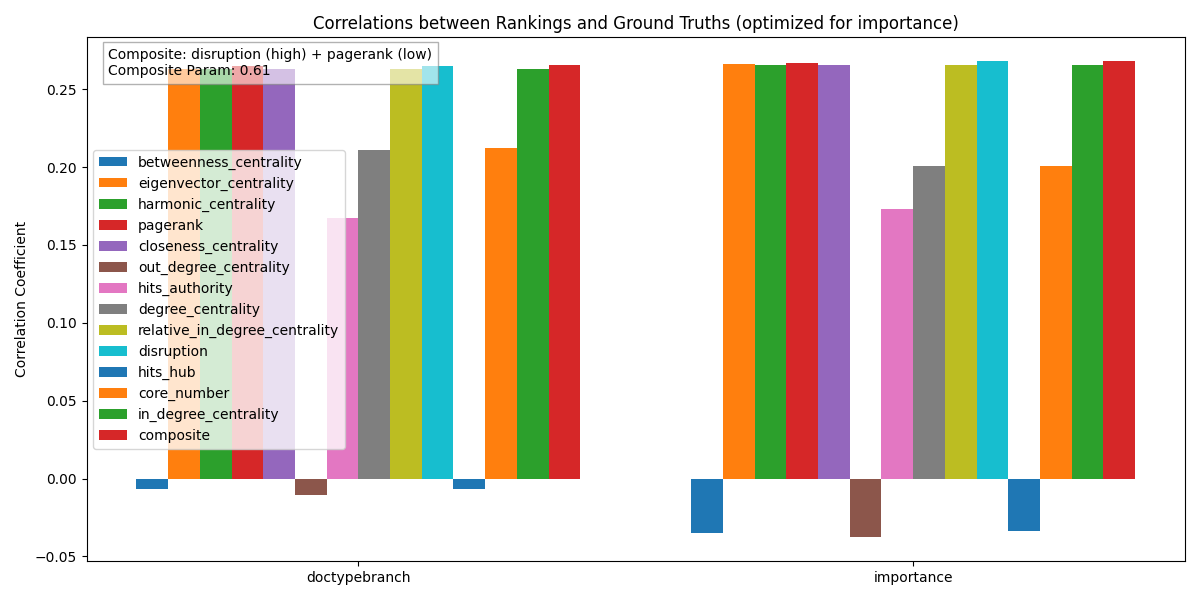 Correlations between Rankings and Ground Truths (optimized for importance)
Composite: disruption (high) + pagerank (low)
Composite Param: 0.61
Correlation Coefficient
0.25
0.20
0.15
0.10
0.05
0.00
−0.05
betweenness_centrality
eigenvector_centrality
harmonic_centrality
pagerank
closeness_centrality
out_degree_centrality
hits_authority
degree_centrality
relative_in_degree_centrality
disruption
hits_hub
core_number
in_degree_centrality
composite
doctypebranch
importance